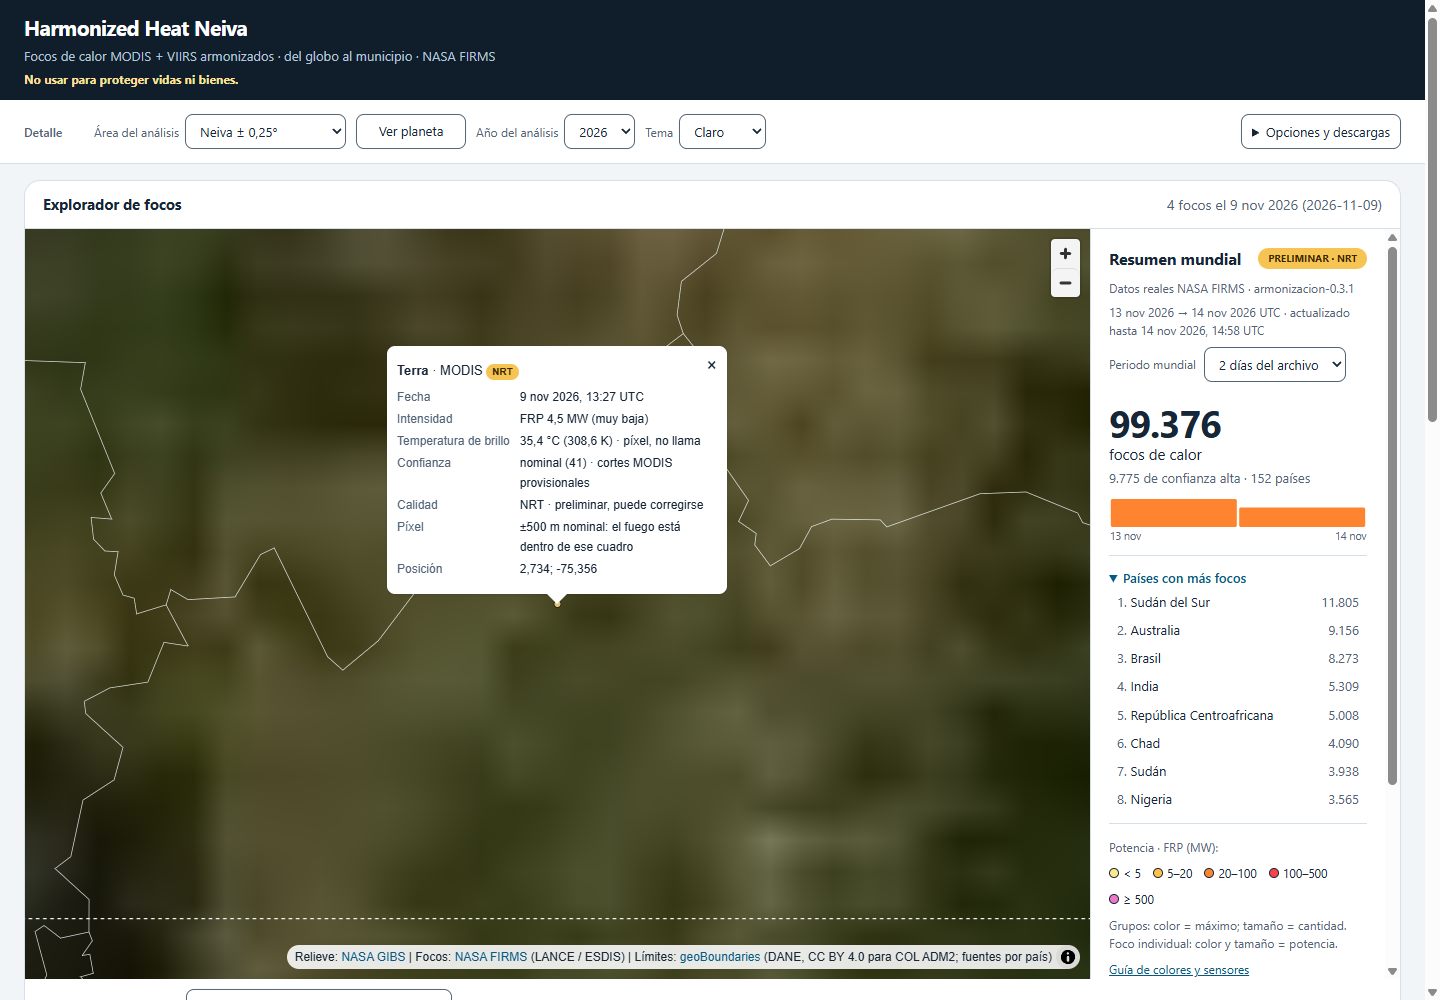 Harmonized Heat Neiva
Focos de calor MODIS + VIIRS armonizados · del globo al municipio · NASA FIRMS
No usar para proteger vidas ni bienes.
Detalle
Área del análisis
Neiva ± 0,25°
Ver planeta
Año del análisis
2026
Tema
Claro
▶ Opciones y descargas
Explorador de focos
4 focos el 9 nov 2026 (2026-11-09)
Terra · MODIS NRT
×
Fecha 9 nov 2026, 13:27 UTC
Intensidad FRP 4,5 MW (muy baja)
Temperatura de brillo 35,4 °C (308,6 K) · píxel, no llama
Confianza nominal (41) · cortes MODIS
provisionales
Calidad NRT · preliminar, puede corregirse
Píxel ±500 m nominal: el fuego está
dentro de ese cuadro
Posición 2,734; -75,356
+
−
Relieve: NASA GIBS | Focos: NASA FIRMS (LANCE / ESDIS) | Límites: geoBoundaries (DANE, CC BY 4.0 para COL ADM2; fuentes por país)
Resumen mundial
PRELIMINAR · NRT
Datos reales NASA FIRMS · armonizacion-0.3.1
13 nov 2026 → 14 nov 2026 UTC · actualizado
hasta 14 nov 2026, 14:58 UTC
Periodo mundial
2 días del archivo
99.376
focos de calor
9.775 de confianza alta · 152 países
13 nov
14 nov
▼ Países con más focos
1. Sudán del Sur 11.805
2. Australia 9.156
3. Brasil 8.273
4. India 5.309
5. República Centroafricana 5.008
6. Chad 4.090
7. Sudán 3.938
8. Nigeria 3.565
Potencia · FRP (MW):
< 5
5–20
20–100
100–500
≥ 500
Grupos: color = máximo; tamaño = cantidad.
Foco individual: color y tamaño = potencia.
Guía de colores y sensores